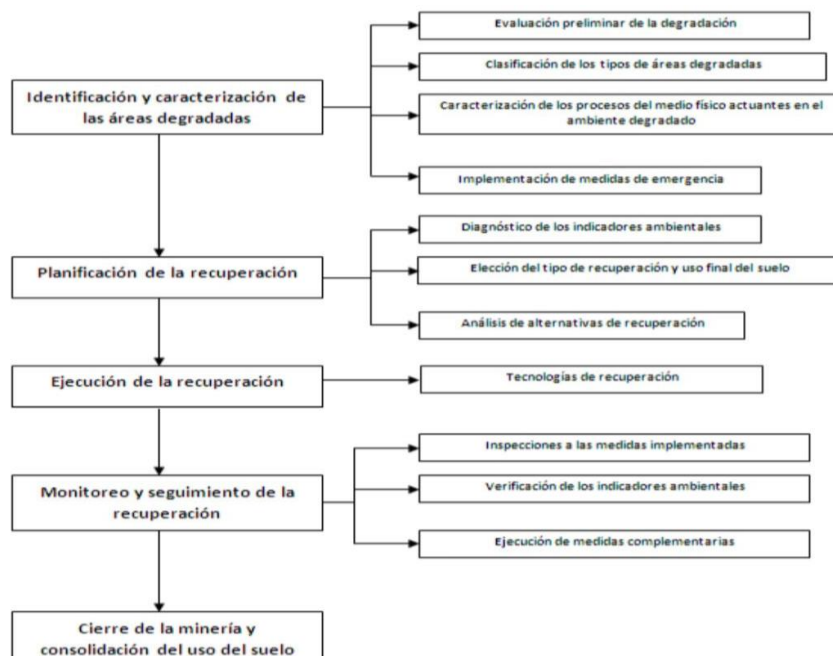 Evaluación preliminar de la degradación
Clasificación de los tipos de áreas degradadas
Identificación y caracterización de
las áreas degradadas
Caracterización de los procesos del medio físico actuantes en el
ambiente degradado
Implementación de medidas de emergencia
Diagnóstico de los indicadores ambientales
Planificación de la recuperación
Elección del tipo de recuperación y uso final del suelo
Análisis de alternativas de recuperación
Ejecución de la recuperación
Tecnologías de recuperación
Inspecciones a las medidas implementadas
Monitoreo y seguimiento de la
recuperación
Verificación de los indicadores ambientales
Ejecución de medidas complementarias
Cierre de la minería y
consolidación del uso del suelo